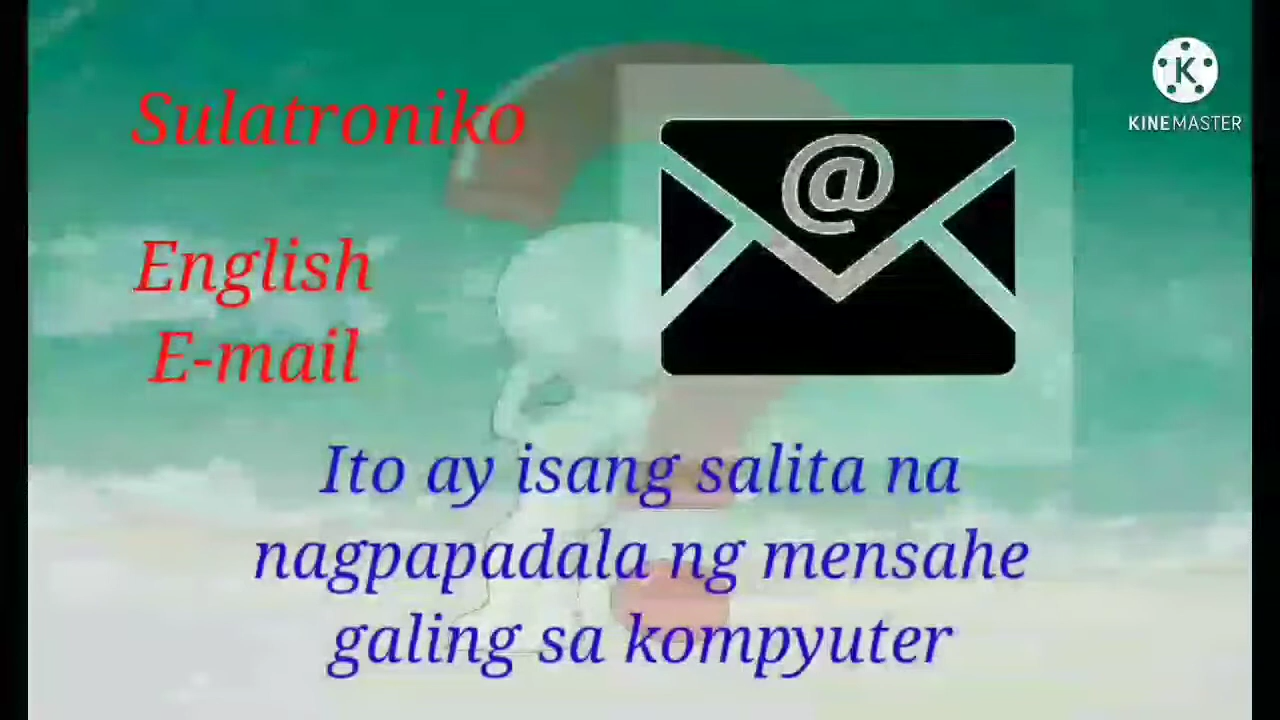 Sulatroniko
English
E-mail
@
K
KINEMASTER
Ito ay isang salita na
nagpapadala ng mensahe
galing sa kompyuter